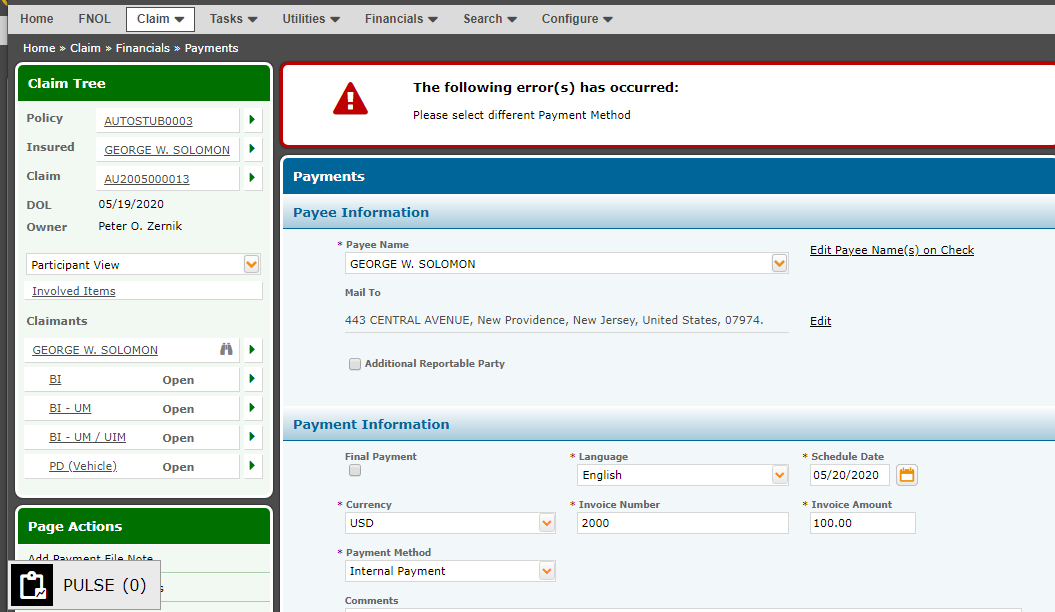 Home FNOL Claim Tasks Utilities Financials Search Configure
Home » Claim » Financials » Payments
Claim Tree
Policy AUTOSTUB0003
Insured GEORGE W. SOLOMON
Claim AU2005000013
DOL 05/19/2020
Owner Peter O. Zernik
Participant View
Involved Items
Claimants
GEORGE W. SOLOMON
BI Open
BI - UM Open
BI - UM / UIM Open
PD (Vehicle) Open
Page Actions
Add Payment File Note
PULSE (0)
The following error(s) has occurred:
Please select different Payment Method
Payments
Payee Information
* Payee Name
GEORGE W. SOLOMON
Edit Payee Name(s) on Check
Mail To
443 CENTRAL AVENUE, New Providence, New Jersey, United States, 07974.
Edit
Additional Reportable Party
Payment Information
Final Payment * Language * Schedule Date
English 05/20/2020
* Currency * Invoice Number * Invoice Amount
USD 2000 100.00
* Payment Method
Internal Payment
Comments